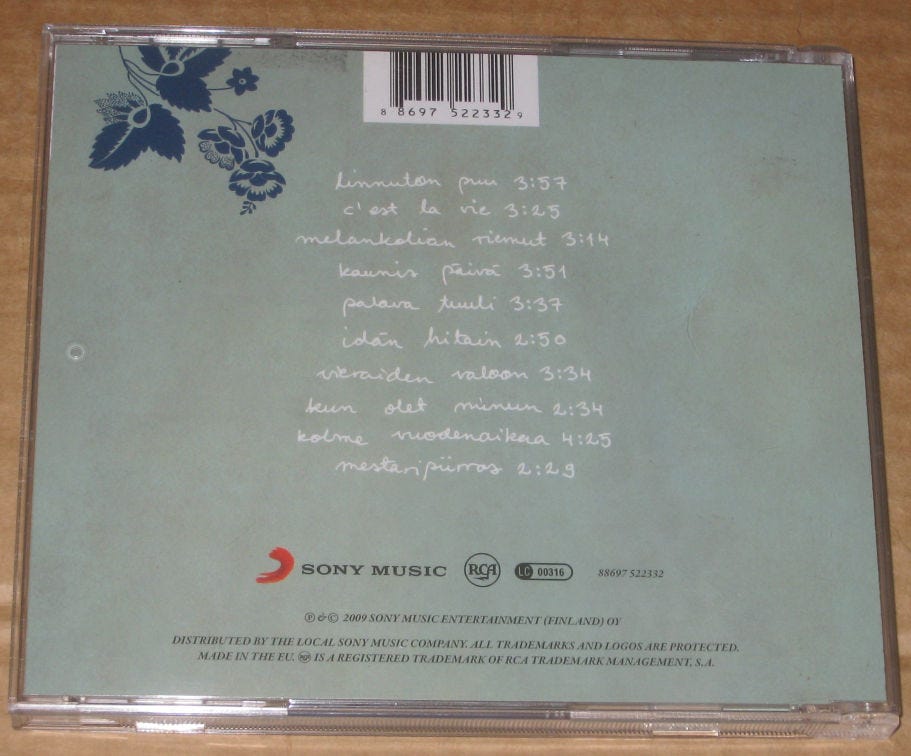 8 8697 522332 9
Linnuton puu 3:57
c'est la vie 3:25
melankolian riemut 3:14
kaunis päivä 3:51
palava tuuli 3:37
idän hitain 2:50
vieraiden valoon 3:34
kun olet minun 2:34
kolme vuodenaikaa 4:25
mestaripiirros 2:29
SONY MUSIC RCA LC 00316 88697 522332
℗ & © 2009 SONY MUSIC ENTERTAINMENT (FINLAND) OY
DISTRIBUTED BY THE LOCAL SONY MUSIC COMPANY. ALL TRADEMARKS AND LOGOS ARE PROTECTED.
MADE IN THE EU. RCA IS A REGISTERED TRADEMARK OF RCA TRADEMARK MANAGEMENT, S.A.